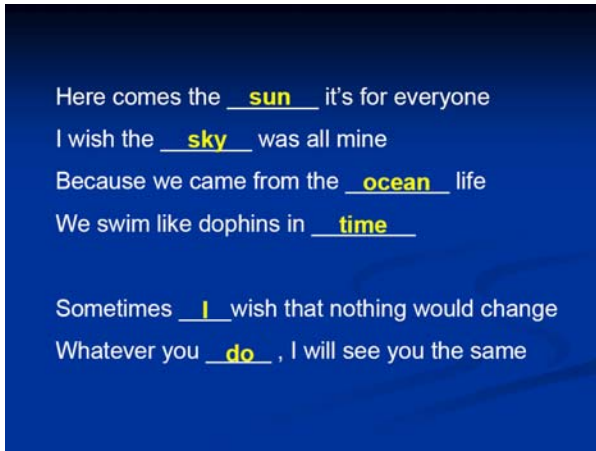 Here comes the sun it's for everyone
I wish the sky was all mine
Because we came from the ocean life
We swim like dophins in time
Sometimes I wish that nothing would change
Whatever you do , I will see you the same